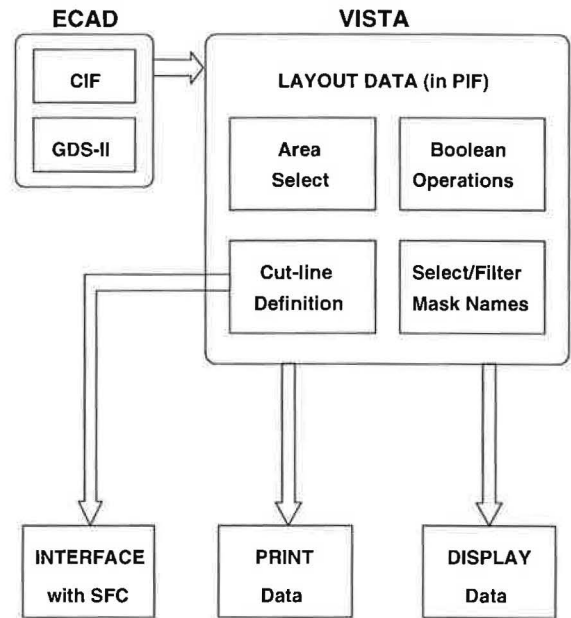 ECAD
VISTA
CIF
GDS-II
LAYOUT DATA (in PIF)
Area
Select
Boolean
Operations
Cut-line
Definition
Select/Filter
Mask Names
INTERFACE
with SFC
PRINT
Data
DISPLAY
Data